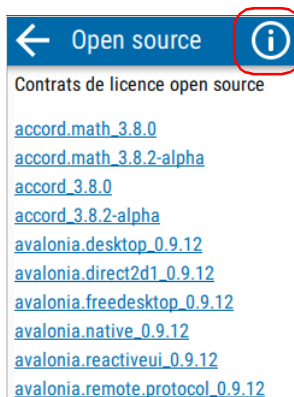 Open source
Contrats de licence open source
accord.math_3.8.0
accord.math_3.8.2-alpha
accord_3.8.0
accord_3.8.2-alpha
avalonia.desktop_0.9.12
avalonia.direct2d1_0.9.12
avalonia.freedesktop_0.9.12
avalonia.native_0.9.12
avalonia.reactiveui_0.9.12
avalonia.remote.protocol_0.9.12